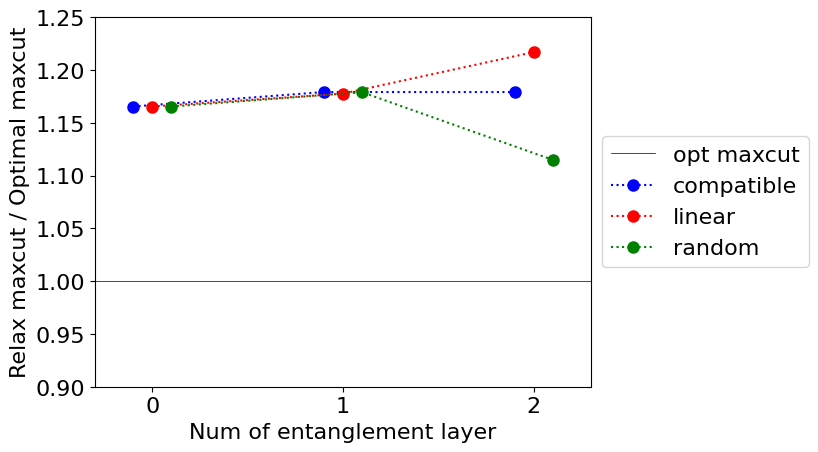 Relax maxcut / Optimal maxcut
1.25
1.20
1.15
1.10
1.05
1.00
0.95
0.90
0
1
2
Num of entanglement layer
opt maxcut
compatible
linear
random